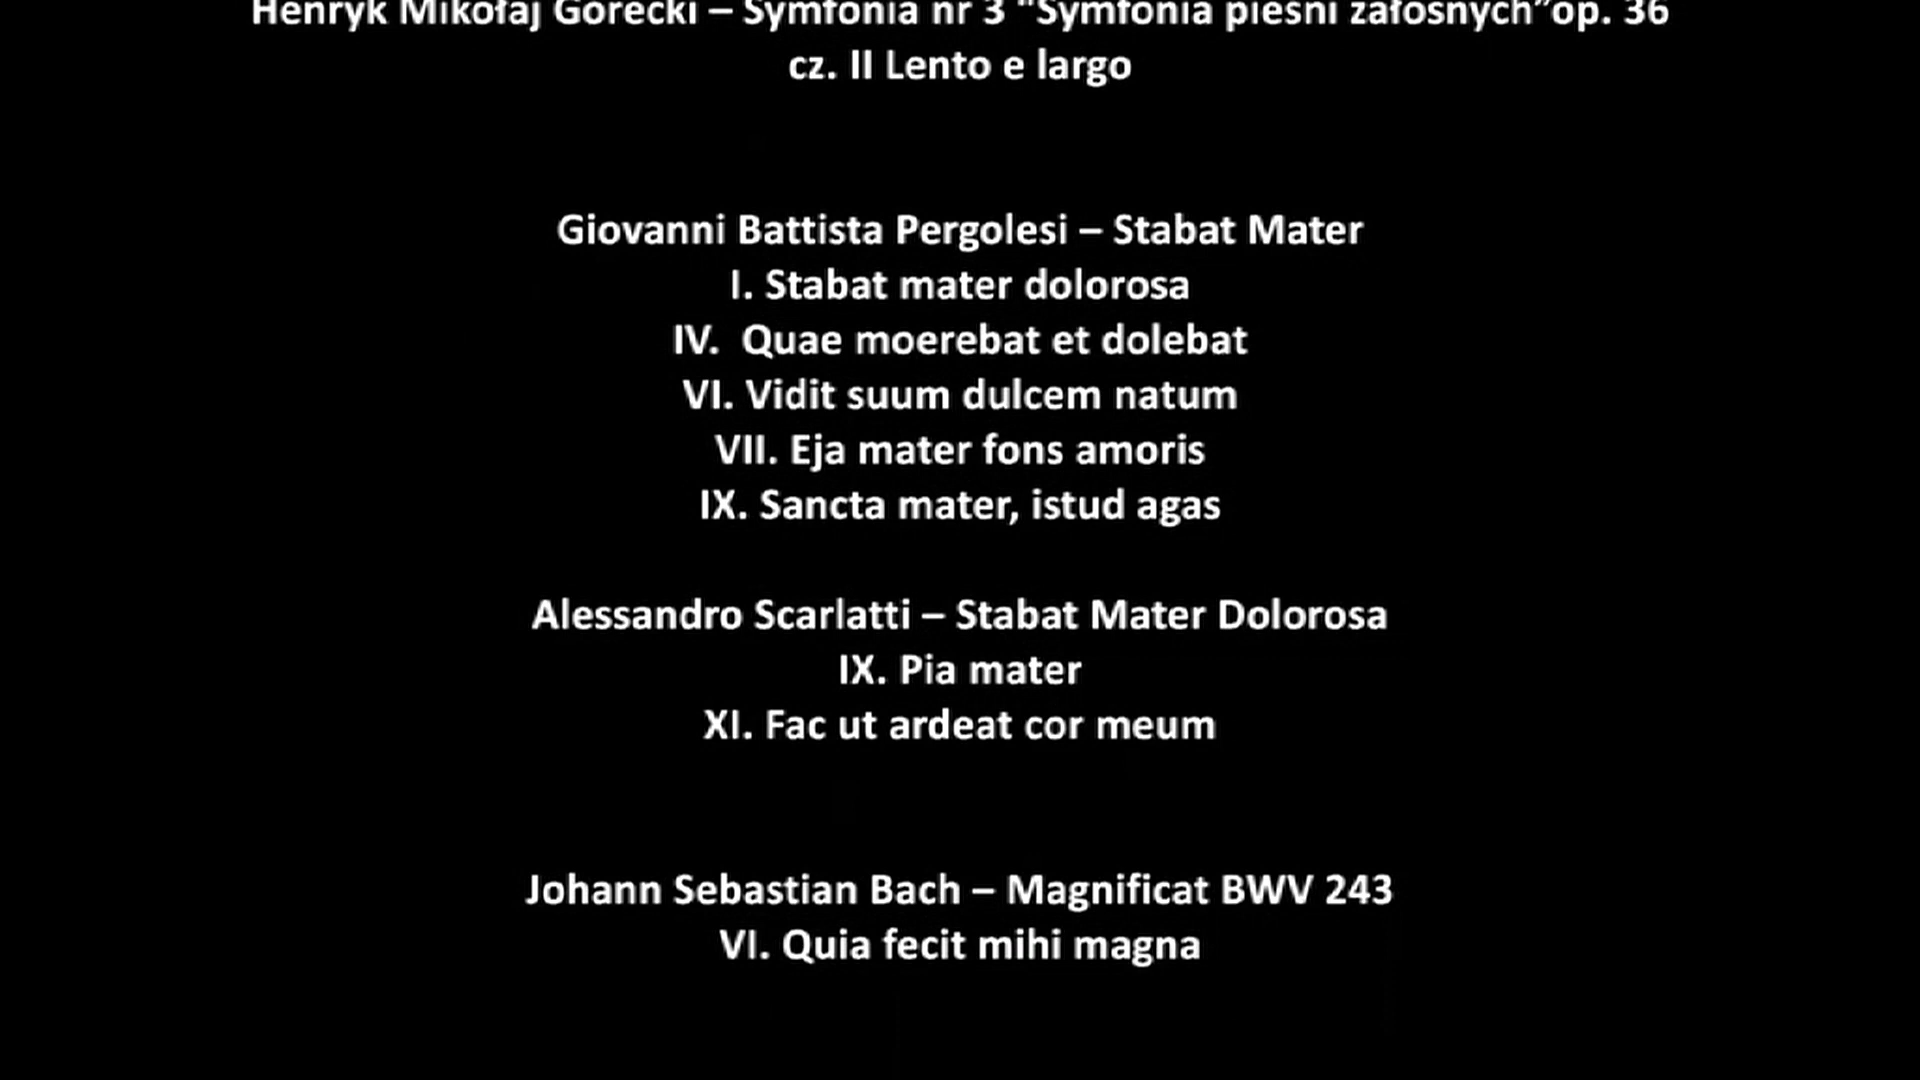 Henryk Mikołaj Górecki – Symfonia nr 3 "Symfonia pieśni żałosnych"op. 36
cz. II Lento e largo
Giovanni Battista Pergolesi – Stabat Mater
I. Stabat mater dolorosa
IV. Quae moerebat et dolebat
VI. Vidit suum dulcem natum
VII. Eja mater fons amoris
IX. Sancta mater, istud agas
Alessandro Scarlatti – Stabat Mater Dolorosa
IX. Pia mater
XI. Fac ut ardeat cor meum
Johann Sebastian Bach – Magnificat BWV 243
VI. Quia fecit mihi magna